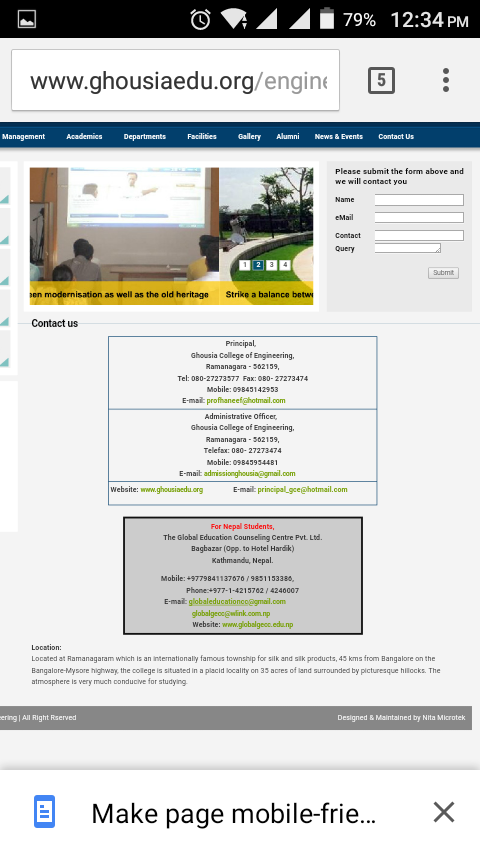 79% 12:34 PM
www.ghousiaedu.org/engine
5
Management Academics Departments Facilities Gallery Alumni News & Events Contact Us
Please submit the form above and
we will contact you
Name
eMail
Contact
Query
Submit
1 2 3 4
een modernisation as well as the old heritage Strike a balance betwe
Contact us
Principal,
Ghousia College of Engineering,
Ramanagara - 562159,
Tel: 080-27273577 Fax: 080- 27273474
Mobile: 09845142953
E-mail: profhaneef@hotmail.com
Administrative Officer,
Ghousia College of Engineering,
Ramanagara - 562159,
Telefax: 080- 27273474
Mobile: 09845954481
E-mail: admissionghousia@gmail.com
Website: www.ghousiaedu.org E-mail: principal_gce@hotmail.com
For Nepal Students,
The Global Education Counseling Centre Pvt. Ltd.
Bagbazar (Opp. to Hotel Hardik)
Kathmandu, Nepal.
Mobile: +9779841137676 / 9851153386,
Phone:+977-1-4215762 / 4246007
E-mail: globaleducationcc@gmail.com
globalgecc@wlink.com.np
Website: www.globalgecc.edu.np
Location:
Located at Ramanagaram which is an internationally famous township for silk and silk products, 45 kms from Bangalore on the
Bangalore-Mysore highway, the college is situated in a placid locality on 35 acres of land surrounded by picturesque hillocks. The
atmosphere is very much conducive for studying.
eering | All Right Rserved Designed & Maintained by Nita Microtek
Make page mobile-frie...